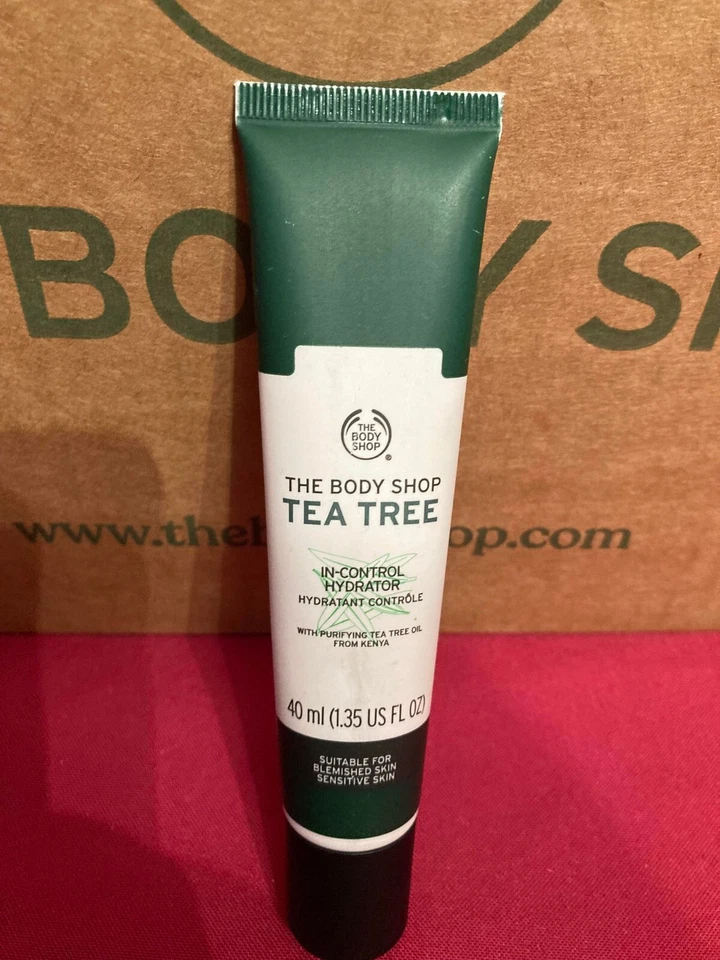 BO Y S
THE
BODY
SHOP
®
THE BODY SHOP
TEA TREE
www.theb op.com
IN-CONTROL
HYDRATOR
HYDRATANT CONTRÔLE
WITH PURIFYING TEA TREE OIL
FROM KENYA
40 ml (1.35 US FL OZ)
SUITABLE FOR
BLEMISHED SKIN
SENSITIVE SKIN